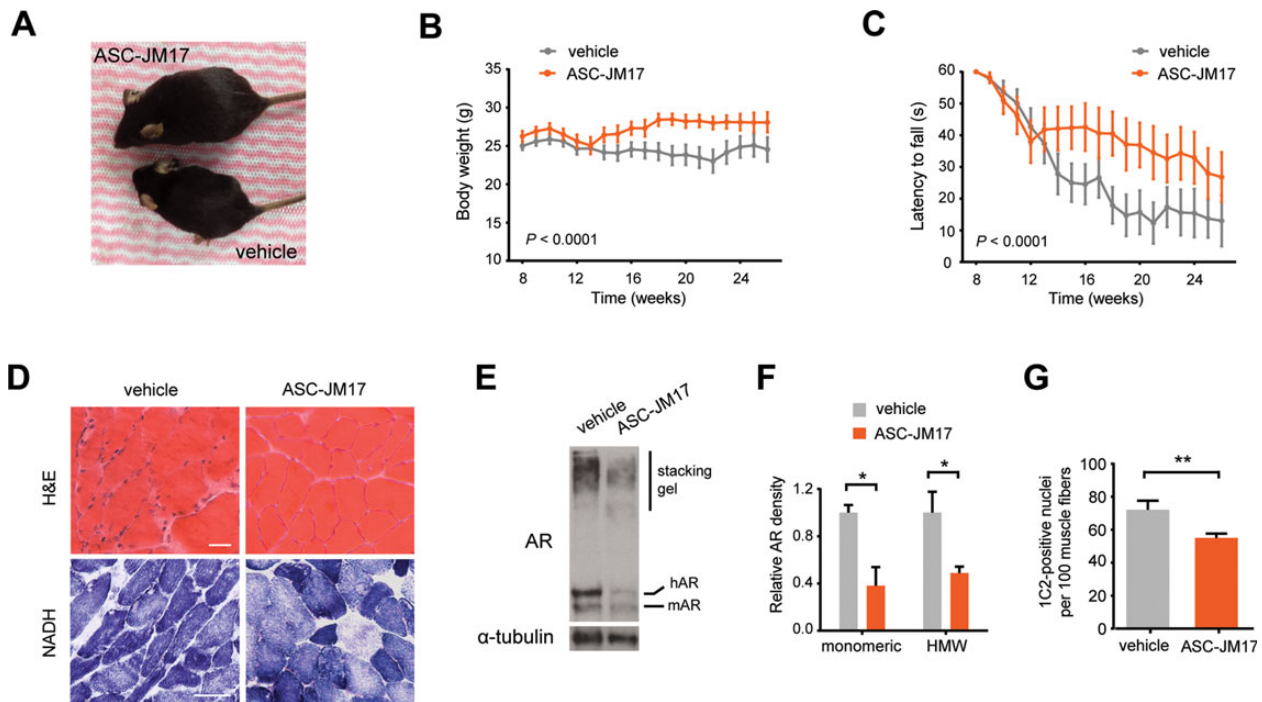 A
ASC-JM17
vehicle
B
vehicle
ASC-JM17
Body weight (g)
35
30
25
20
15
10
P < 0.0001
8 12 16 20 24
Time (weeks)
C
vehicle
ASC-JM17
Latency to fall (s)
60
50
40
30
20
10
0
P < 0.0001
8 12 16 20 24
Time (weeks)
D
vehicle ASC-JM17
H&E
NADH
E
vehicle
ASC-JM17
stacking
gel
AR
hAR
mAR
α-tubulin
F
vehicle
ASC-JM17
Relative AR density
1.2
0.8
0.4
0.0
* *
monomeric HMW
G
1C2-positive nuclei
per 100 muscle fibers
100
80
60
40
20
0
**
vehicle ASC-JM17